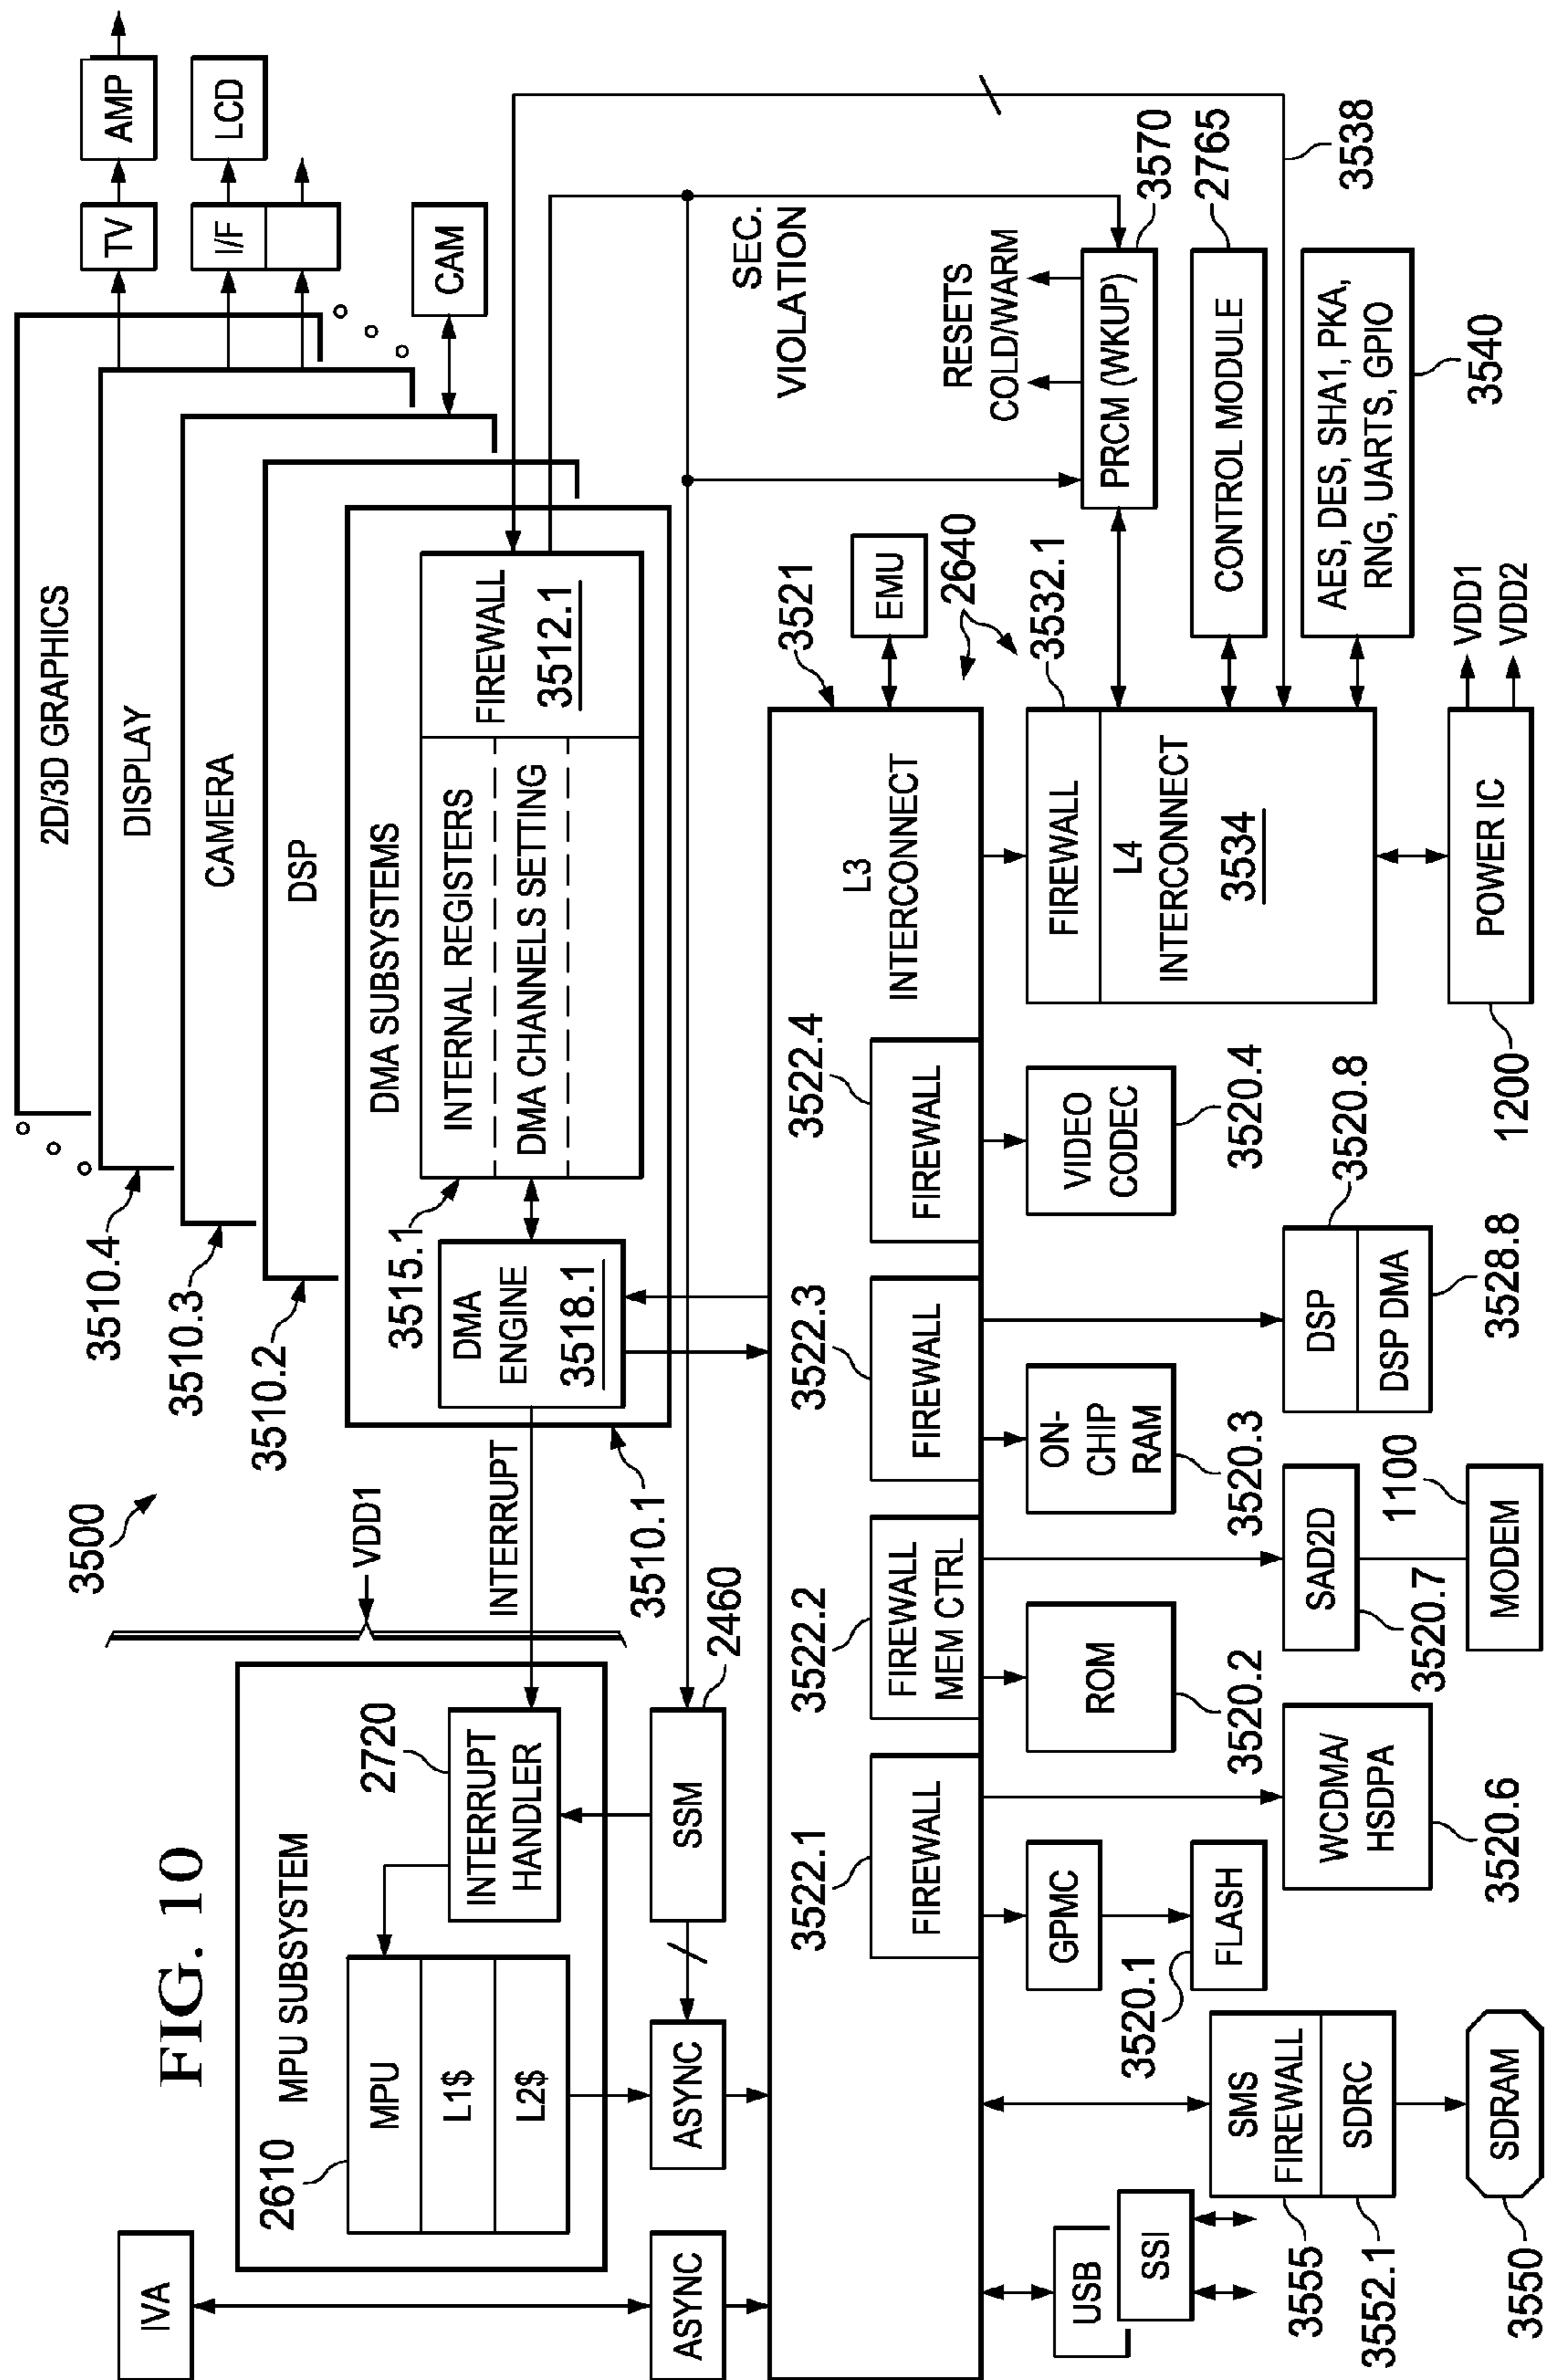 FIG. 10
3500
IVA
MPU SUBSYSTEM
2610
MPU
L1$
L2$
2720
INTERRUPT
HANDLER
VDD1
INTERRUPT
ASYNC
ASYNC
SSM
2460
3510.4
3510.3
3510.2
3510.1
2D/3D GRAPHICS
DISPLAY
CAMERA
DSP
DMA SUBSYSTEMS
3515.1
INTERNAL REGISTERS
DMA CHANNELS SETTING
FIREWALL
3512.1
DMA
ENGINE
3518.1
TV
AMP
I/F
LCD
CAM
SEC.
VIOLATION
RESETS
COLD/WARM
PRCM (WKUP)
3570
CONTROL MODULE
2765
3538
AES, DES, SHA1, PKA,
RNG, UARTS, GPIO
3540
3521
EMU
2640
3532.1
L3
INTERCONNECT
3522.1
FIREWALL
3522.2
FIREWALL
MEM CTRL
3522.3
FIREWALL
3522.4
FIREWALL
FIREWALL
L4
INTERCONNECT
3534
POWER IC
1200
VDD1
VDD2
USB
SSI
SMS
FIREWALL
SDRC
3555
3552.1
SDRAM
3550
GPMC
FLASH
3520.1
WCDMA/
HSDPA
3520.6
ROM
3520.2
SAD2D
3520.7
MODEM
1100
ON-
CHIP
RAM
3520.3
DSP
DSP DMA
3520.8
3528.8
VIDEO
CODEC
3520.4